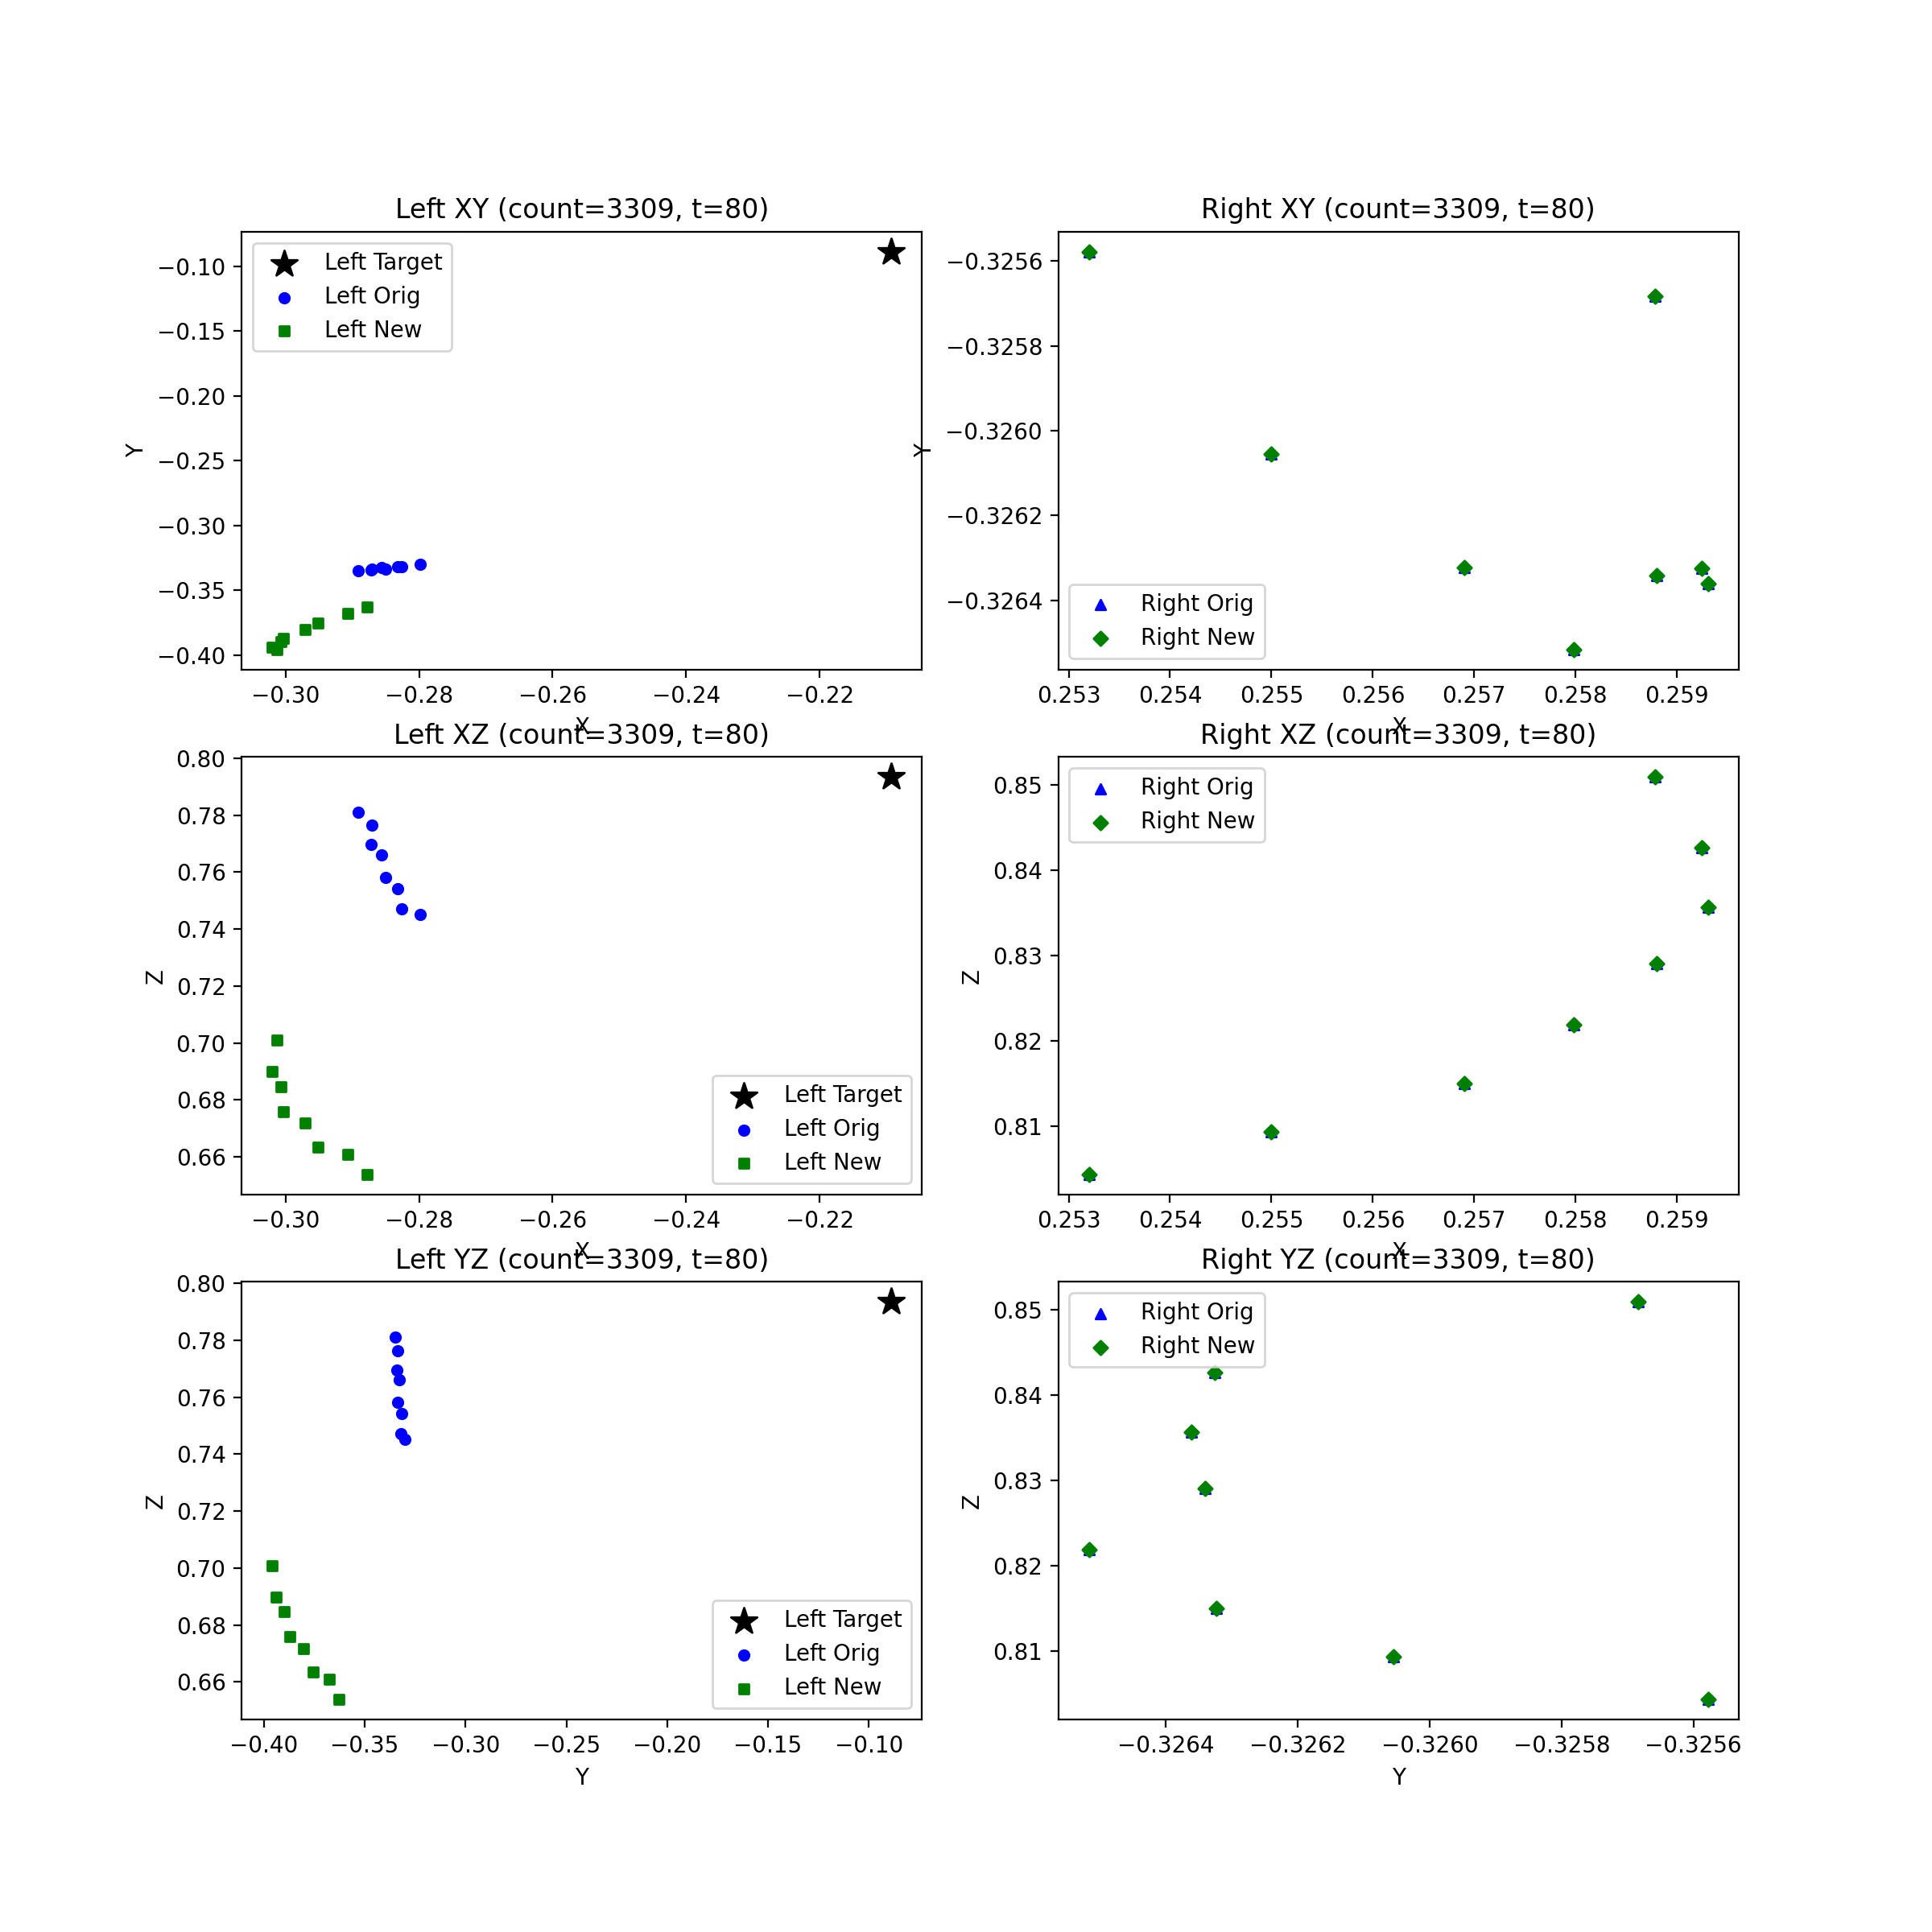 Left XY (count=3309, t=80)
Left Target
Left Orig
Left New
−0.10
−0.15
−0.20
−0.25
−0.30
−0.35
−0.40
Y
−0.30
−0.28
−0.26
−0.24
−0.22
X
Right XY (count=3309, t=80)
Right Orig
Right New
−0.3256
−0.3258
−0.3260
−0.3262
−0.3264
Y
0.253
0.254
0.255
0.256
0.257
0.258
0.259
X
Left XZ (count=3309, t=80)
Left Target
Left Orig
Left New
0.80
0.78
0.76
0.74
0.72
0.70
0.68
0.66
Z
−0.30
−0.28
−0.26
−0.24
−0.22
X
Right XZ (count=3309, t=80)
Right Orig
Right New
0.85
0.84
0.83
0.82
0.81
Z
0.253
0.254
0.255
0.256
0.257
0.258
0.259
X
Left YZ (count=3309, t=80)
Left Target
Left Orig
Left New
0.80
0.78
0.76
0.74
0.72
0.70
0.68
0.66
Z
−0.40
−0.35
−0.30
−0.25
−0.20
−0.15
−0.10
Y
Right YZ (count=3309, t=80)
Right Orig
Right New
0.85
0.84
0.83
0.82
0.81
Z
−0.3264
−0.3262
−0.3260
−0.3258
−0.3256
Y